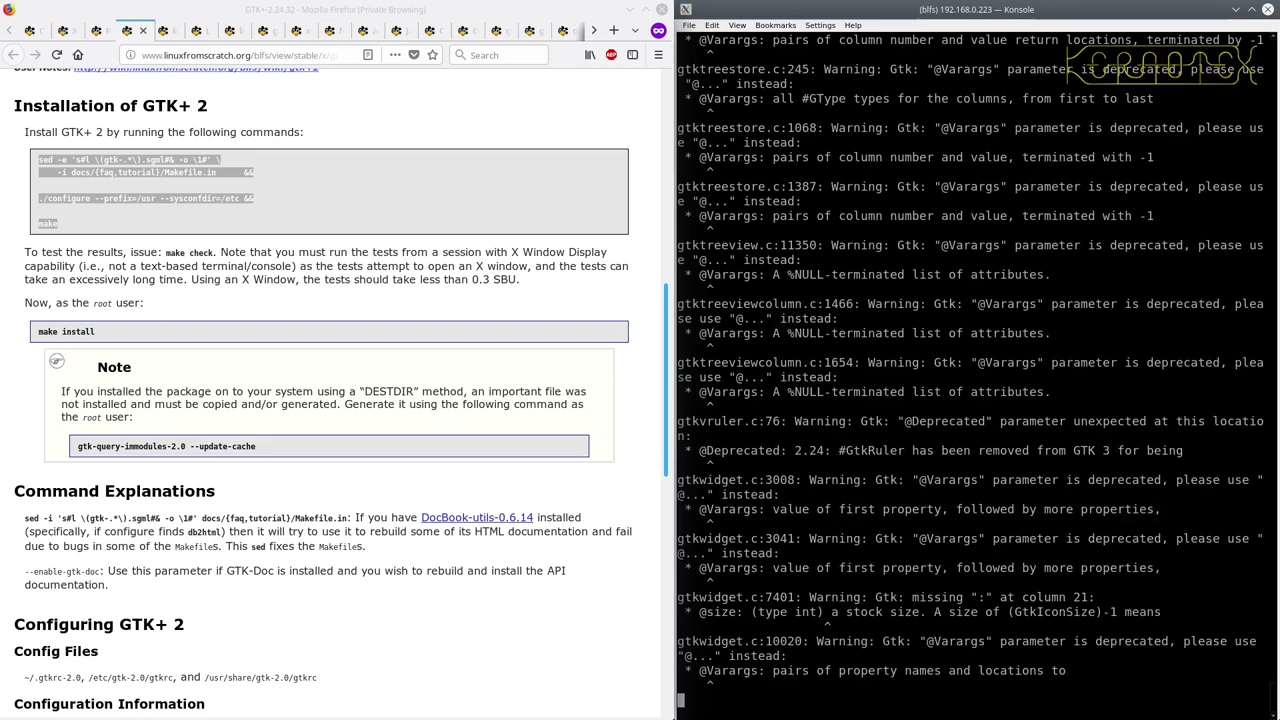 GTK+-2.24.32 - Mozilla Firefox (Private Browsing)
www.linuxfromscratch.org/blfs/view/stable/x/g
Search
http://wiki.linuxfromscratch.org/blfs/wiki/gtk+2
Installation of GTK+ 2
Install GTK+ 2 by running the following commands:
sed -e 's#l \(gtk-.*\).sgml#& -o \1#' \
-i docs/{faq,tutorial}/Makefile.in &&
./configure --prefix=/usr --sysconfdir=/etc &&
make
To test the results, issue: make check. Note that you must run the tests from a session with X Window Display
capability (i.e., not a text-based terminal/console) as the tests attempt to open an X window, and the tests can
take an excessively long time. Using an X Window, the tests should take less than 0.3 SBU.
Now, as the root user:
make install
Note
If you installed the package on to your system using a “DESTDIR” method, an important file was
not installed and must be copied and/or generated. Generate it using the following command as
the root user:
gtk-query-immodules-2.0 --update-cache
Command Explanations
sed -i 's#l \(gtk-.*\).sgml#& -o \1#' docs/{faq,tutorial}/Makefile.in: If you have DocBook-utils-0.6.14 installed
(specifically, if configure finds db2html) then it will try to use it to rebuild some of its HTML documentation and fail
due to bugs in some of the Makefiles. This sed fixes the Makefiles.
--enable-gtk-doc: Use this parameter if GTK-Doc is installed and you wish to rebuild and install the API
documentation.
Configuring GTK+ 2
Config Files
~/.gtkrc-2.0, /etc/gtk-2.0/gtkrc, and /usr/share/gtk-2.0/gtkrc
Configuration Information
(blfs) 192.168.0.223 — Konsole
File Edit View Bookmarks Settings Help
* @Varargs: pairs of column number and value return locations, terminated by -1
^
gtktreestore.c:245: Warning: Gtk: "@Varargs" parameter is deprecated, please use
"@..." instead:
* @Varargs: all #GType types for the columns, from first to last
^
gtktreestore.c:1068: Warning: Gtk: "@Varargs" parameter is deprecated, please us
e "@..." instead:
* @Varargs: pairs of column number and value, terminated with -1
^
gtktreestore.c:1387: Warning: Gtk: "@Varargs" parameter is deprecated, please us
e "@..." instead:
* @Varargs: pairs of column number and value, terminated with -1
^
gtktreeview.c:11350: Warning: Gtk: "@Varargs" parameter is deprecated, please us
e "@..." instead:
* @Varargs: A %NULL-terminated list of attributes.
^
gtktreeviewcolumn.c:1466: Warning: Gtk: "@Varargs" parameter is deprecated, plea
se use "@..." instead:
* @Varargs: A %NULL-terminated list of attributes.
^
gtktreeviewcolumn.c:1654: Warning: Gtk: "@Varargs" parameter is deprecated, plea
se use "@..." instead:
* @Varargs: A %NULL-terminated list of attributes.
^
gtkvruler.c:76: Warning: Gtk: "@Deprecated" parameter unexpected at this locatio
n:
* @Deprecated: 2.24: #GtkRuler has been removed from GTK 3 for being
^
gtkwidget.c:3008: Warning: Gtk: "@Varargs" parameter is deprecated, please use "
@..." instead:
* @Varargs: value of first property, followed by more properties,
^
gtkwidget.c:3041: Warning: Gtk: "@Varargs" parameter is deprecated, please use "
@..." instead:
* @Varargs: value of first property, followed by more properties,
^
gtkwidget.c:7401: Warning: Gtk: missing ":" at column 21:
* @size: (type int) a stock size. A size of (GtkIconSize)-1 means
^
gtkwidget.c:10020: Warning: Gtk: "@Varargs" parameter is deprecated, please use
"@..." instead:
* @Varargs: pairs of property names and locations to
^